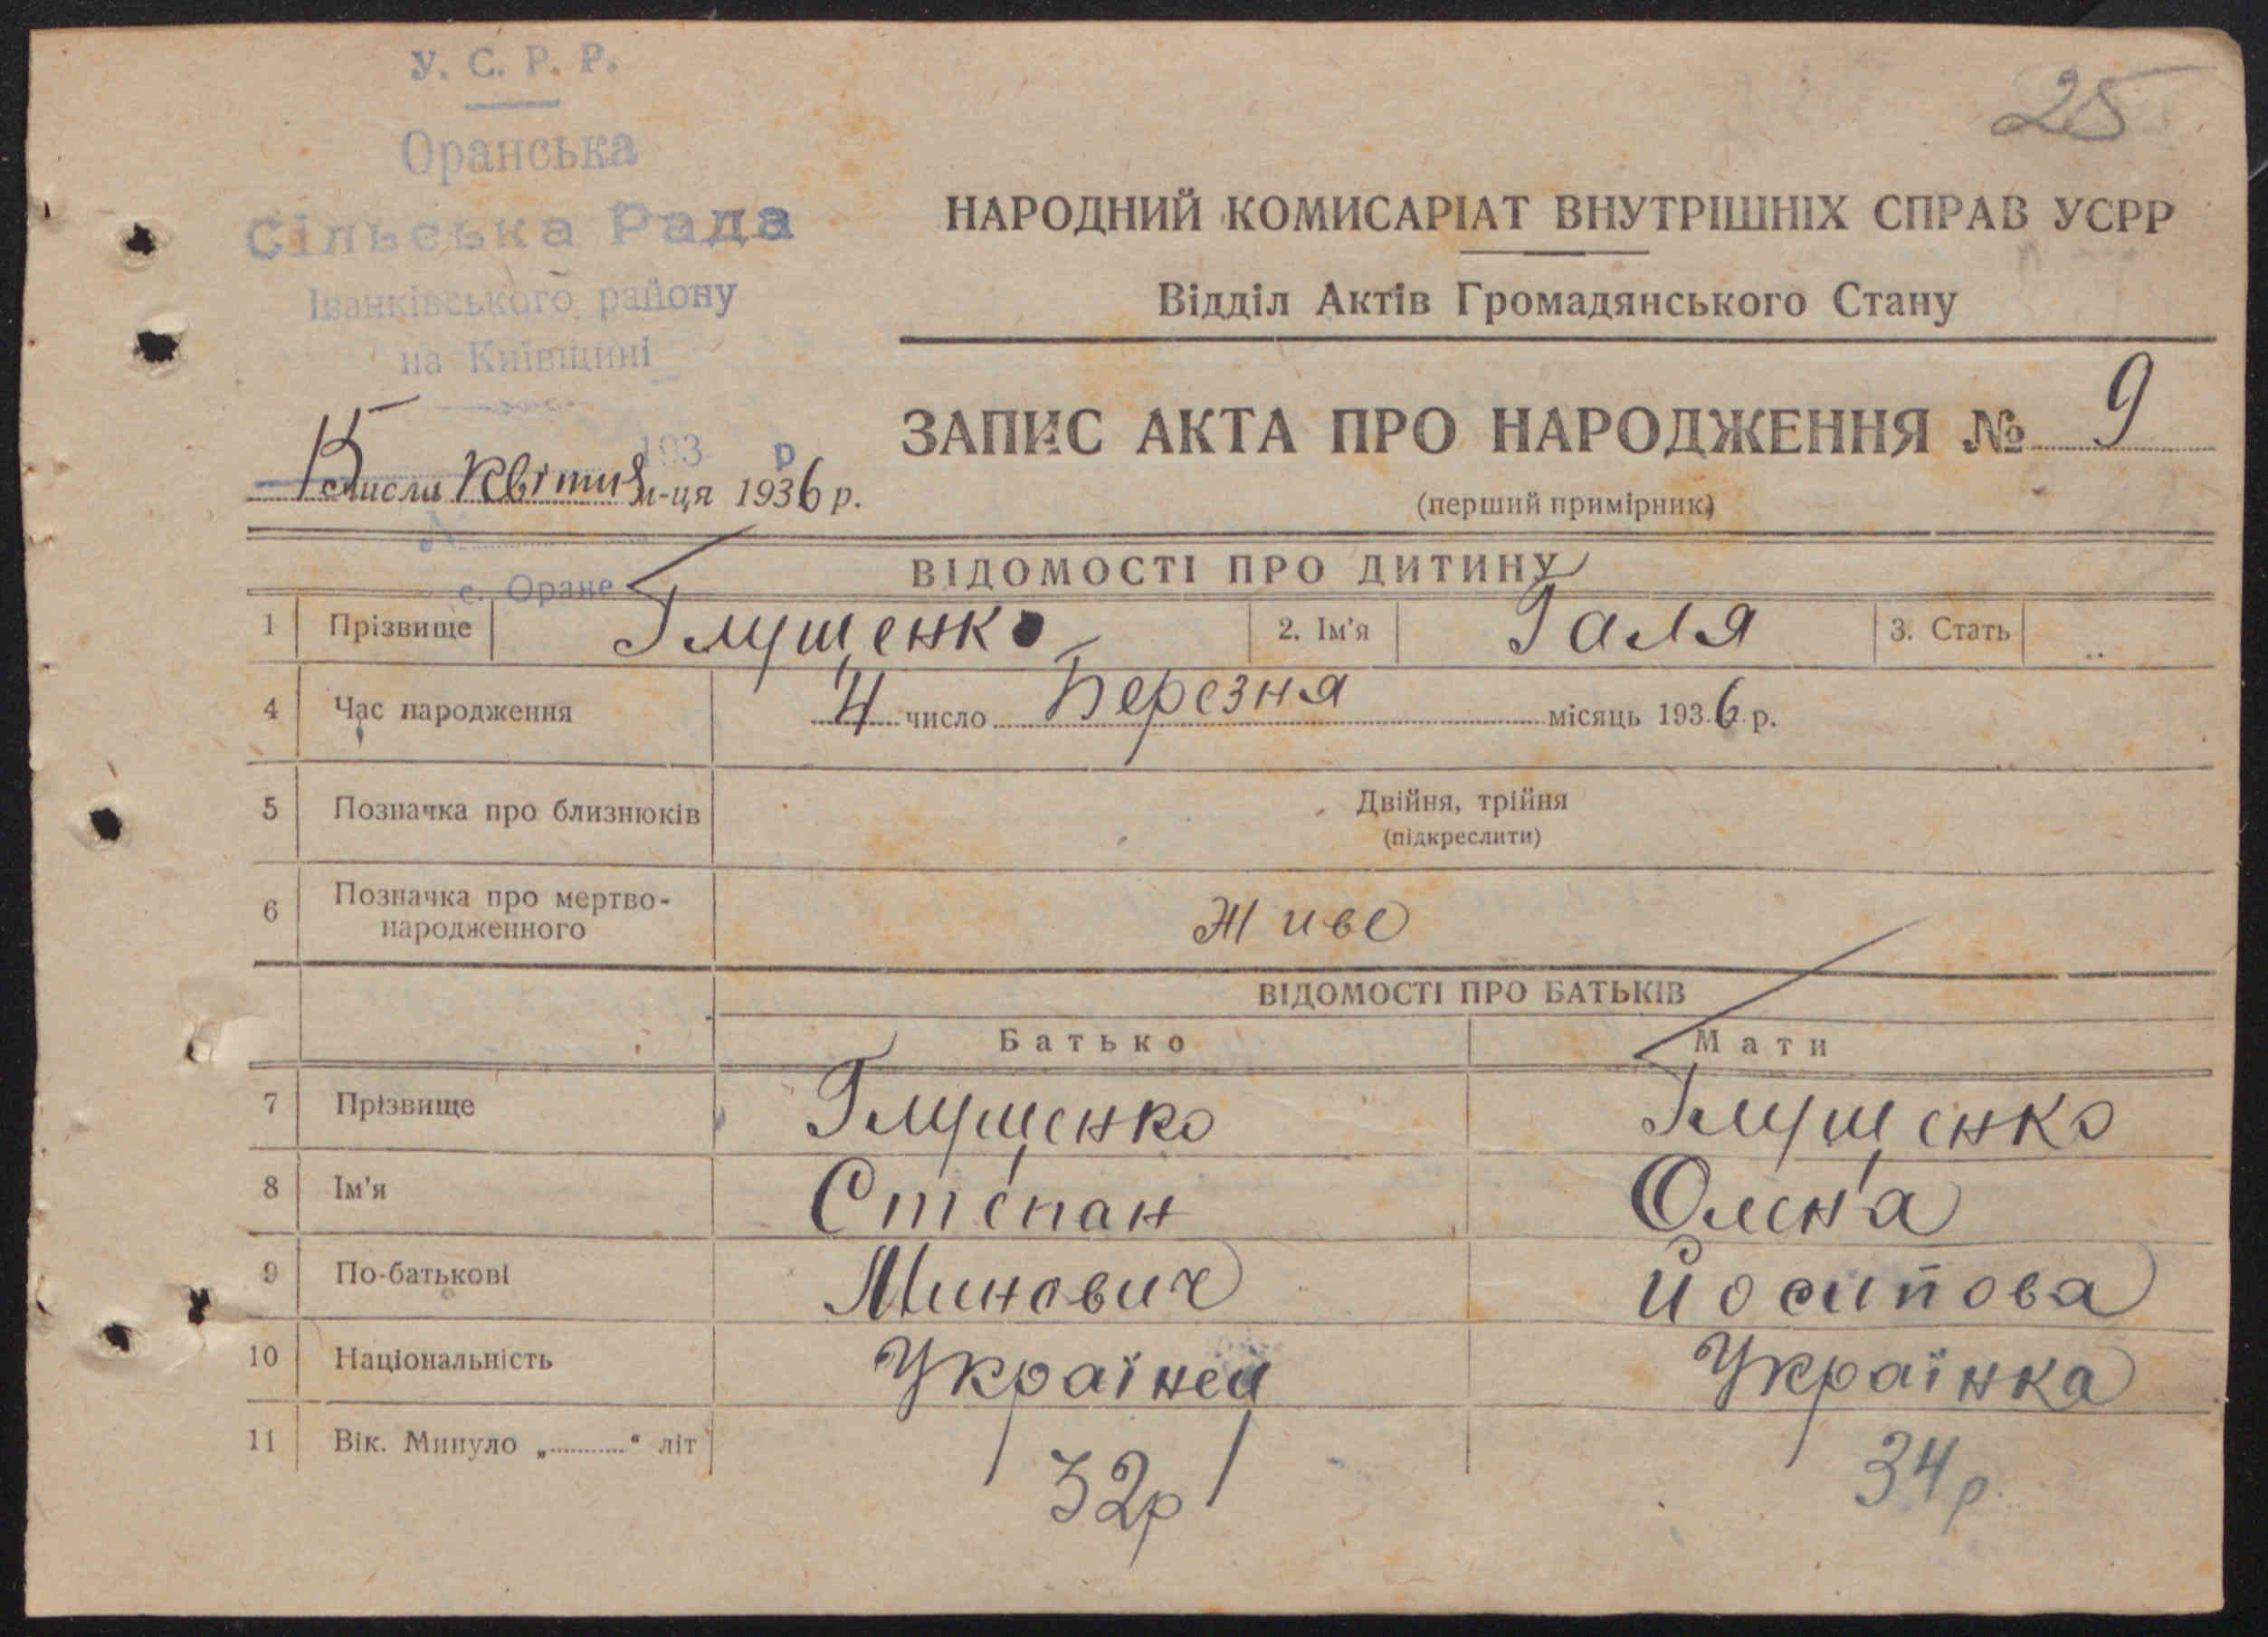 У. С. Р. Р.
Оранська
Сільська Рада
Іванківського району
на Київщині
25
НАРОДНИЙ КОМИСАРІАТ ВНУТРІШНІХ СПРАВ УСРР
Відділ Актів Громадянського Стану
ЗАПИС АКТА ПРО НАРОДЖЕННЯ № 9
(перший примірник)
193 р
числа Квітня м-ця 1936 р.
с. Оране
ВІДОМОСТІ ПРО ДИТИНУ
1 Прізвище Глущенко 2. Ім'я Галя 3. Стать
4 Час народження 4 число Березня місяць 1936 р.
5 Позначка про близнюків Двійня, трійня
(підкреслити)
6 Позначка про мертво-
народженного Живе
ВІДОМОСТІ ПРО БАТЬКІВ
Батько Мати
7 Прізвище Глущенко Глущенко
8 Ім'я Степан Олена
9 По-батькові Минович Йосипова
10 Національність Українец Українка
11 Вік. Минуло „ “ літ 32р 34р.